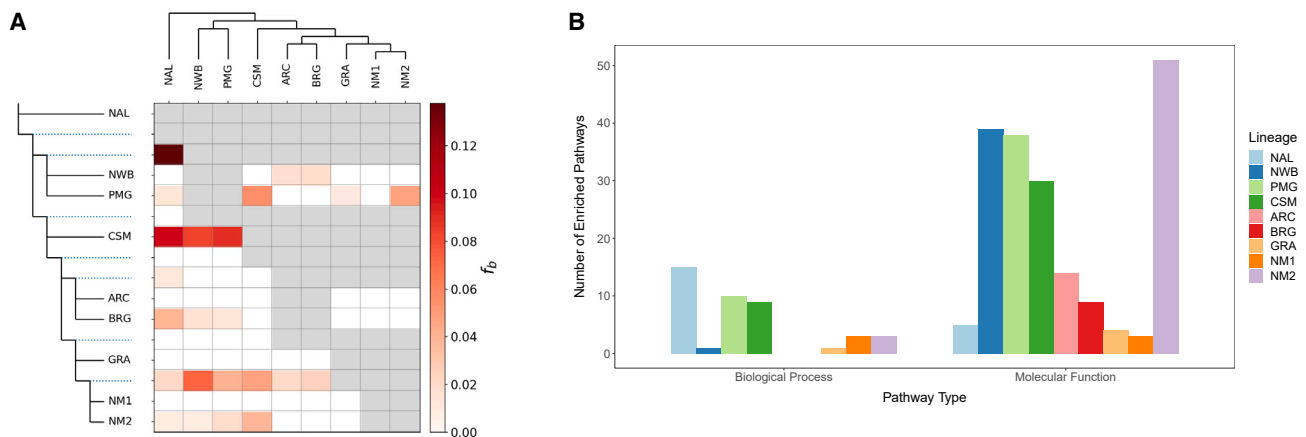 A
NAL NWB PMG CSM ARC BRG GRA NM1 NM2
NAL
NWB
PMG
CSM
ARC
BRG
GRA
NM1
NM2
0.12
0.10
0.08
0.06
0.04
0.02
0.00
f_b
B
Number of Enriched Pathways
50
40
30
20
10
0
Biological Process Molecular Function
Pathway Type
Lineage
NAL
NWB
PMG
CSM
ARC
BRG
GRA
NM1
NM2